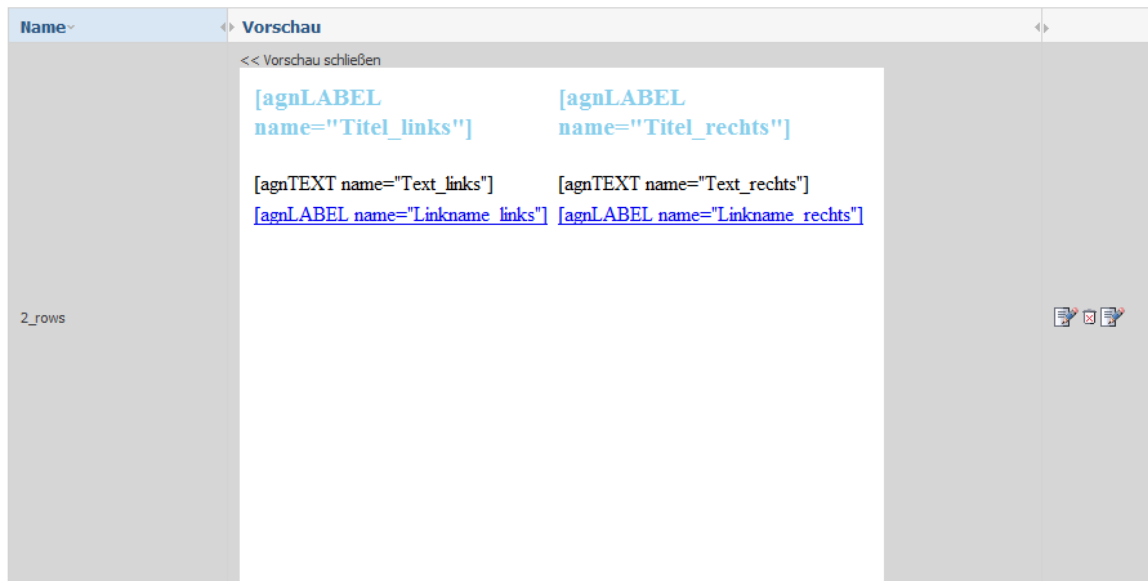 Name Vorschau
<< Vorschau schließen
[agnLABEL [agnLABEL
name="Titel_links"] name="Titel_rechts"]
[agnTEXT name="Text_links"] [agnTEXT name="Text_rechts"]
[agnLABEL name="Linkname_links"] [agnLABEL name="Linkname_rechts"]
2_rows